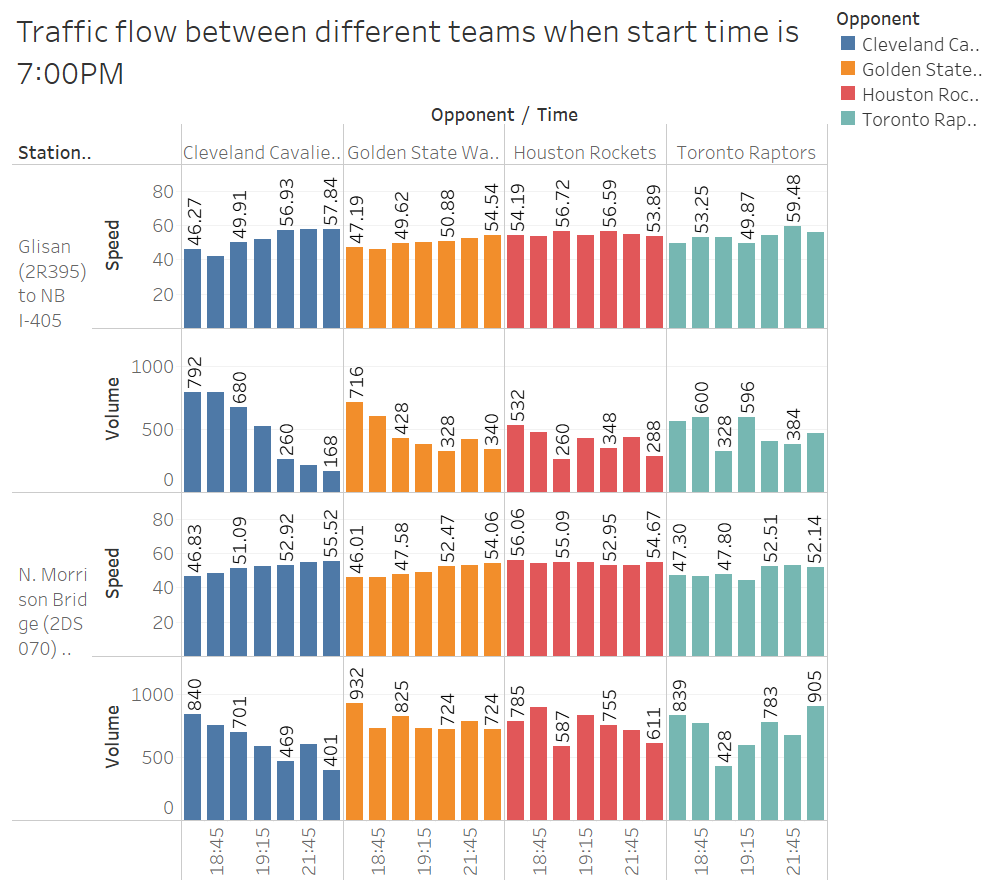 Traffic flow between different teams when start time is
7:00PM
Opponent
Cleveland Ca..
Golden State..
Houston Roc..
Toronto Rap..
Opponent / Time
Station.. Cleveland Cavalie.. Golden State Wa.. Houston Rockets Toronto Raptors
Glisan
(2R395)
to NB
I-405
Speed
80
60
40
20
46.27 49.91 56.93 57.84 47.19 49.62 50.88 54.54 54.19 56.72 56.59 53.89 53.25 49.87 59.48
Volume
1000
500
0
792 680 260 168 716 428 328 340 532 260 348 288 600 328 596 384
N. Morri
son Brid
ge (2DS
070) ..
Speed
80
60
40
20
46.83 51.09 52.92 55.52 46.01 47.58 52.47 54.06 56.06 55.09 52.95 54.67 47.30 47.80 52.51 52.14
Volume
1000
500
0
840 701 469 401 932 825 724 724 785 587 755 611 839 428 783 905
18:45 19:15 21:45 18:45 19:15 21:45 18:45 19:15 21:45 18:45 19:15 21:45